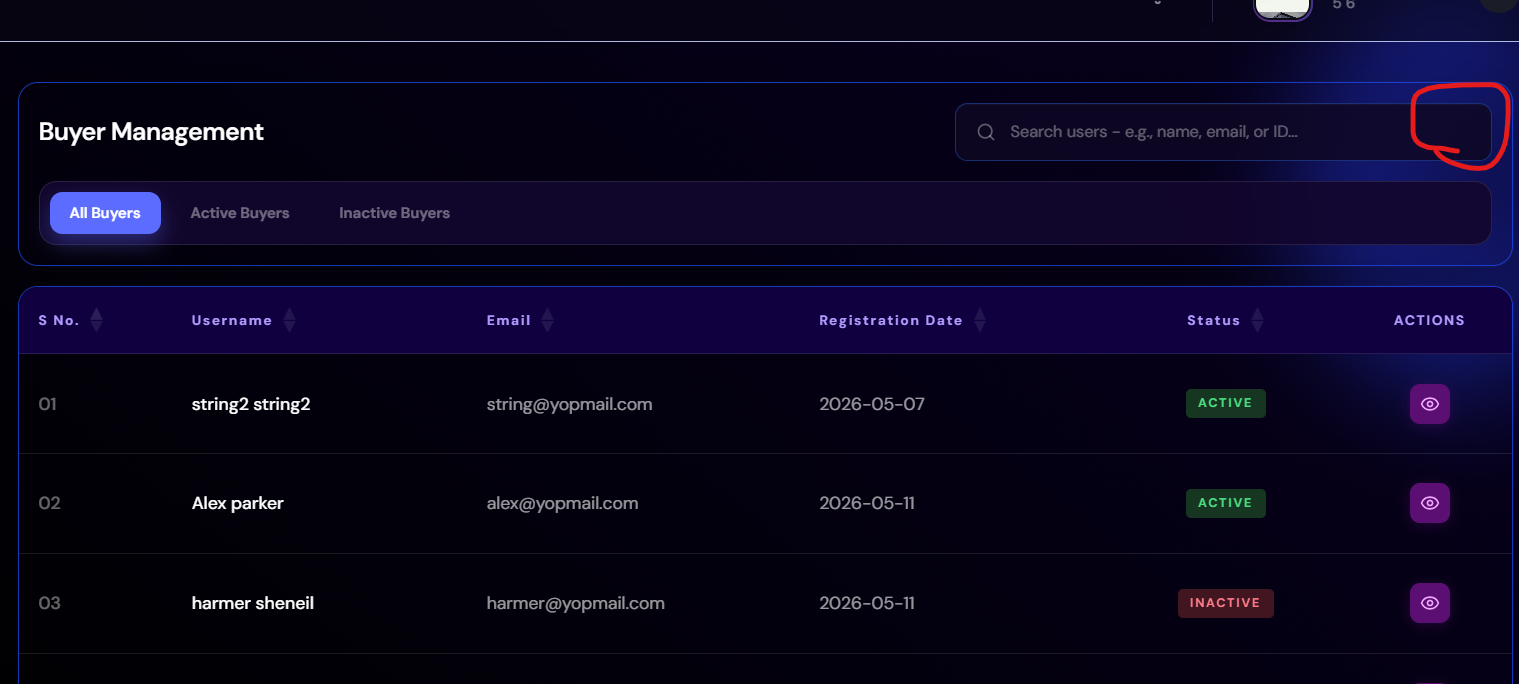 56
Buyer Management
Search users - e.g., name, email, or ID...
All Buyers Active Buyers Inactive Buyers
S No. Username Email Registration Date Status ACTIONS
01 string2 string2 string@yopmail.com 2026-05-07 ACTIVE
02 Alex parker alex@yopmail.com 2026-05-11 ACTIVE
03 harmer sheneil harmer@yopmail.com 2026-05-11 INACTIVE